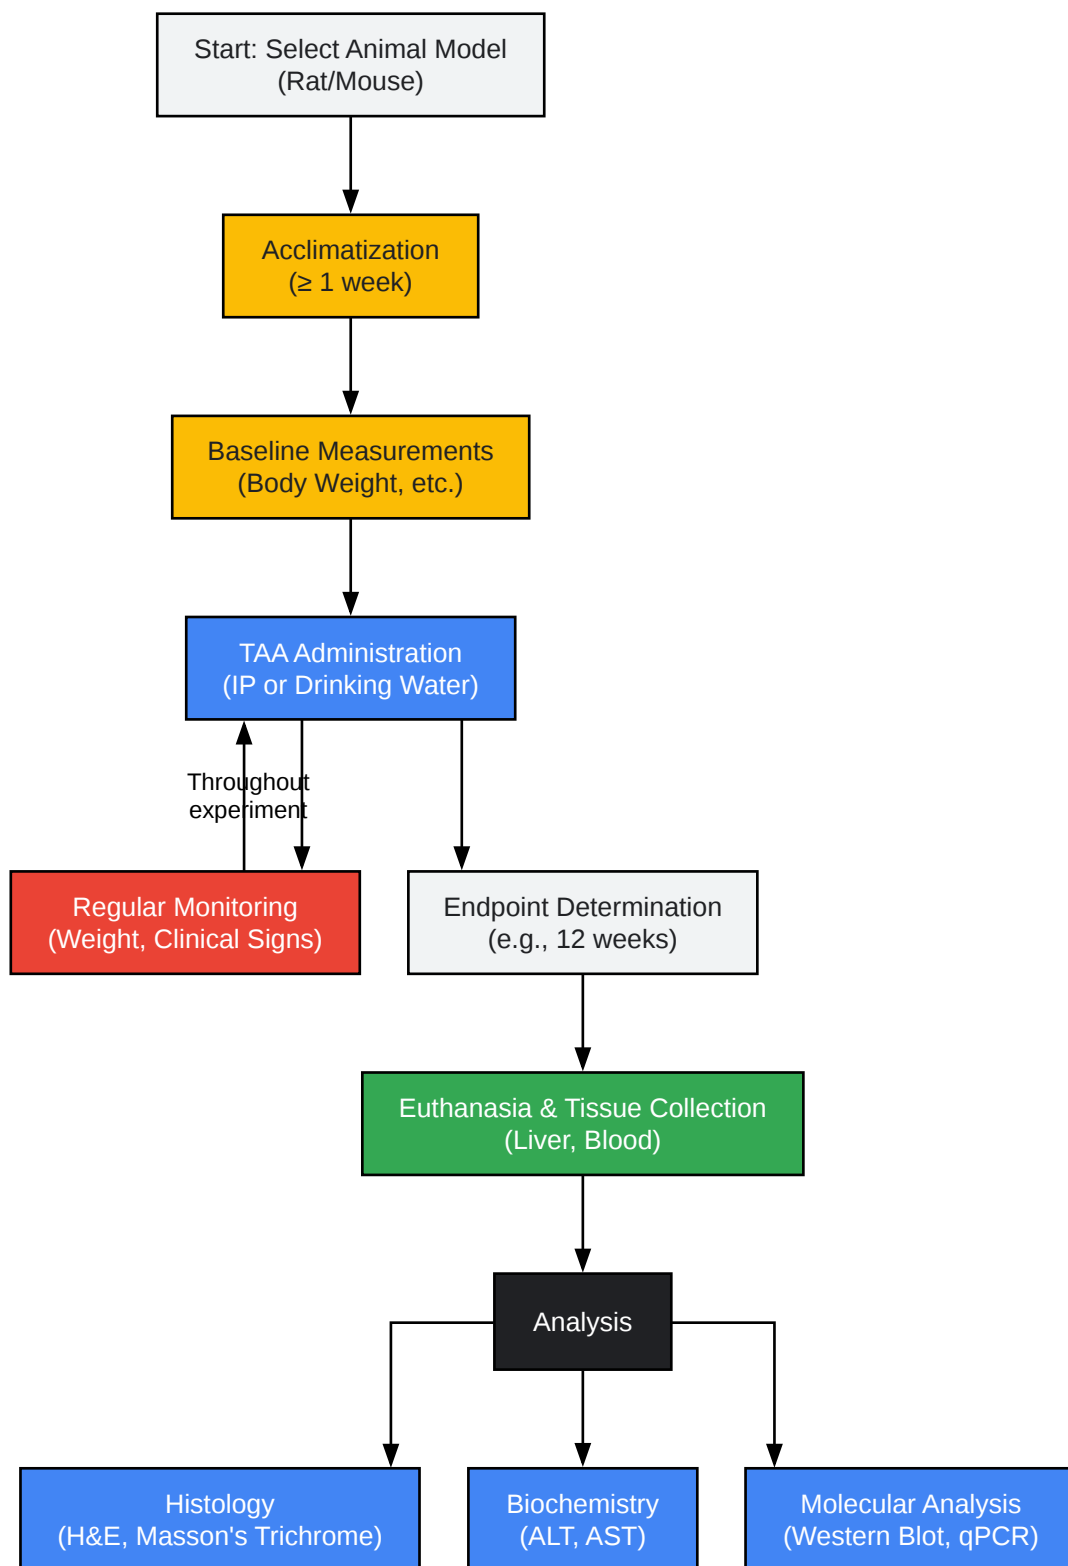 Start: Select Animal Model
(Rat/Mouse)
Acclimatization
(≥ 1 week)
Baseline Measurements
(Body Weight, etc.)
TAA Administration
(IP or Drinking Water)
Throughout
experiment
Regular Monitoring
(Weight, Clinical Signs)
Endpoint Determination
(e.g., 12 weeks)
Euthanasia & Tissue Collection
(Liver, Blood)
Analysis
Histology
(H&E, Masson's Trichrome)
Biochemistry
(ALT, AST)
Molecular Analysis
(Western Blot, qPCR)